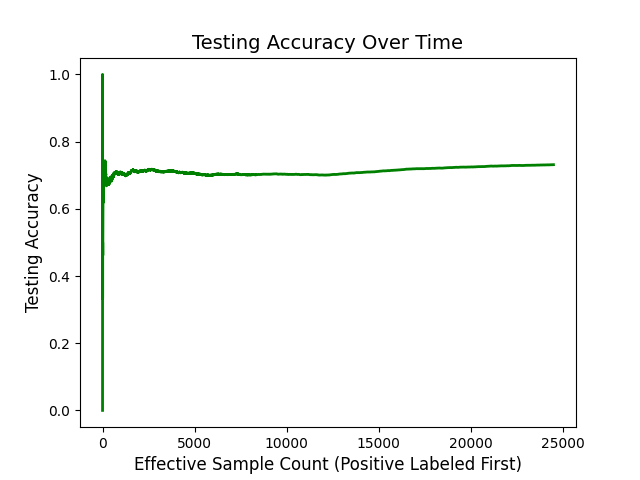 Testing Accuracy Over Time
1.0
0.8
0.6
0.4
0.2
0.0
Testing Accuracy
0 5000 10000 15000 20000 25000
Effective Sample Count (Positive Labeled First)